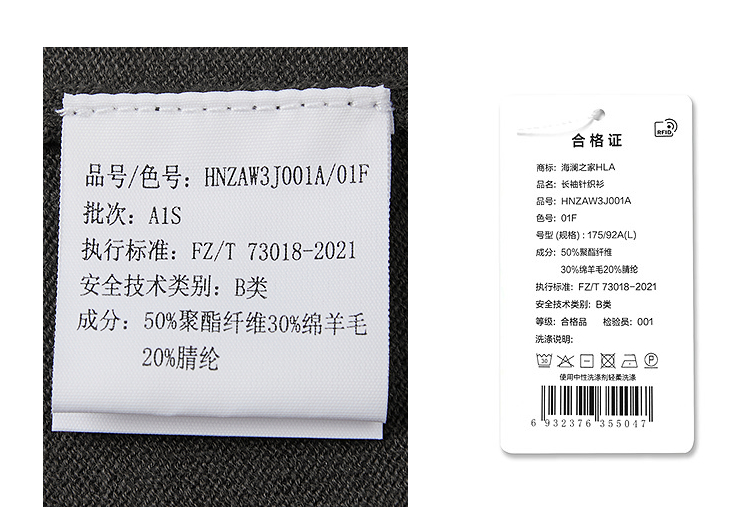 品号/色号: HNZAW3J001A/01F
批次: A1S
执行标准: FZ/T 73018-2021
安全技术类别: B类
成分: 50%聚酯纤维30%绵羊毛
20%腈纶
合格证
RFID
商标: 海澜之家HLA
品名: 长袖针织衫
品号: HNZAW3J001A
色号: 01F
号型(规格): 175/92A(L)
成分: 50%聚酯纤维
30%绵羊毛20%腈纶
执行标准: FZ/T 73018-2021
安全技术类别: B类
等级: 合格品 检验员: 001
洗涤说明:
30
P
使用中性洗涤剂轻柔洗涤
6 932376 355047